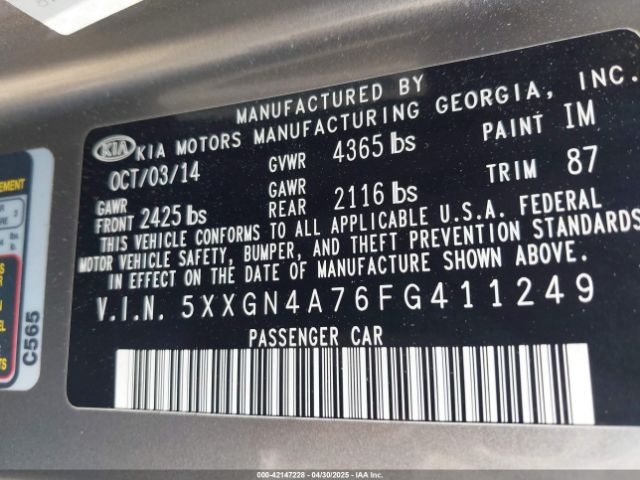 MANUFACTURED BY
KIA KIA MOTORS MANUFACTURING GEORGIA, INC.
OCT/03/14 GVWR 4365 lbs PAINT IM
GAWR FRONT 2425 lbs GAWR REAR 2116 lbs TRIM 87
THIS VEHICLE CONFORMS TO ALL APPLICABLE U.S.A. FEDERAL
MOTOR VEHICLE SAFETY, BUMPER, AND THEFT PREVENTION STANDARDS
IN EFFECT ON THE DATE OF MANUFACTURE SHOWN ABOVE.
V.I.N. 5XXGN4A76FG411249
PASSENGER CAR
C565
000-42147228 - 04/30/2025 - IAAI.COM